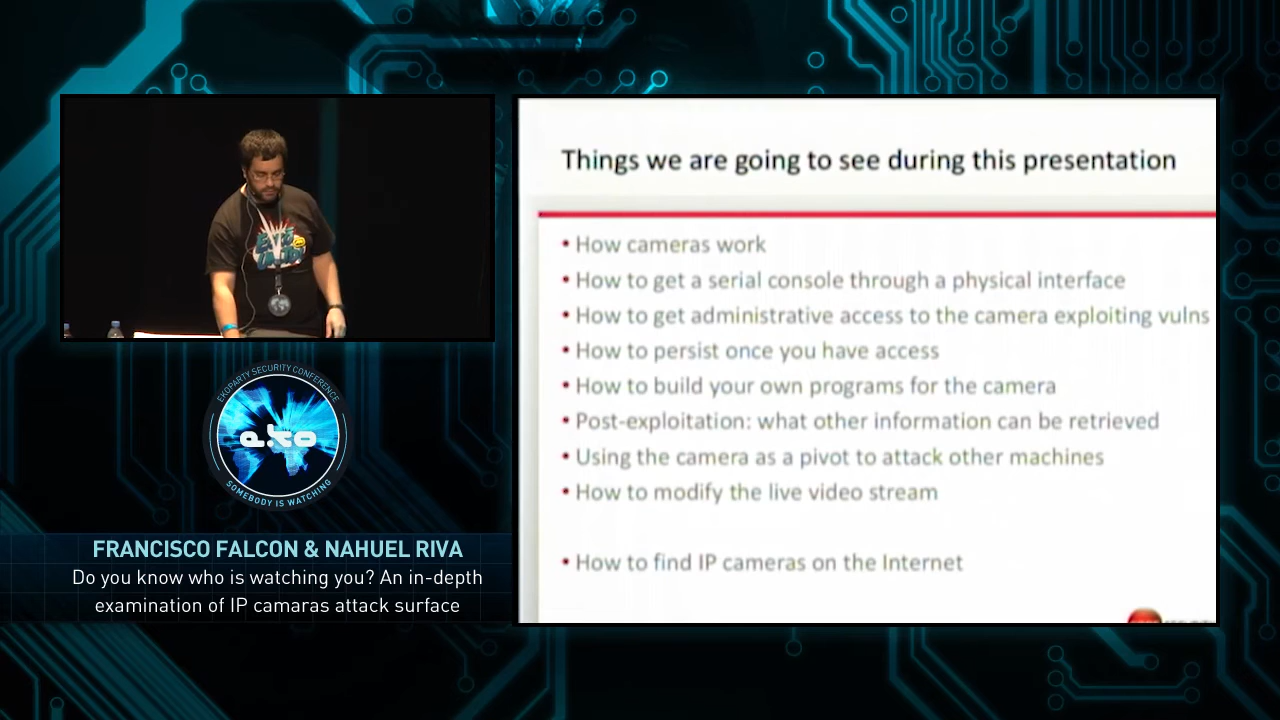 Things we are going to see during this presentation
• How cameras work
• How to get a serial console through a physical interface
• How to get administrative access to the camera exploiting vulns
• How to persist once you have access
• How to build your own programs for the camera
• Post-exploitation: what other information can be retrieved
• Using the camera as a pivot to attack other machines
• How to modify the live video stream
• How to find IP cameras on the Internet
EKOPARTY SECURITY CONFERENCE
eko
SOMEBODY IS WATCHING
FRANCISCO FALCON & NAHUEL RIVA
Do you know who is watching you? An in-depth
examination of IP camaras attack surface